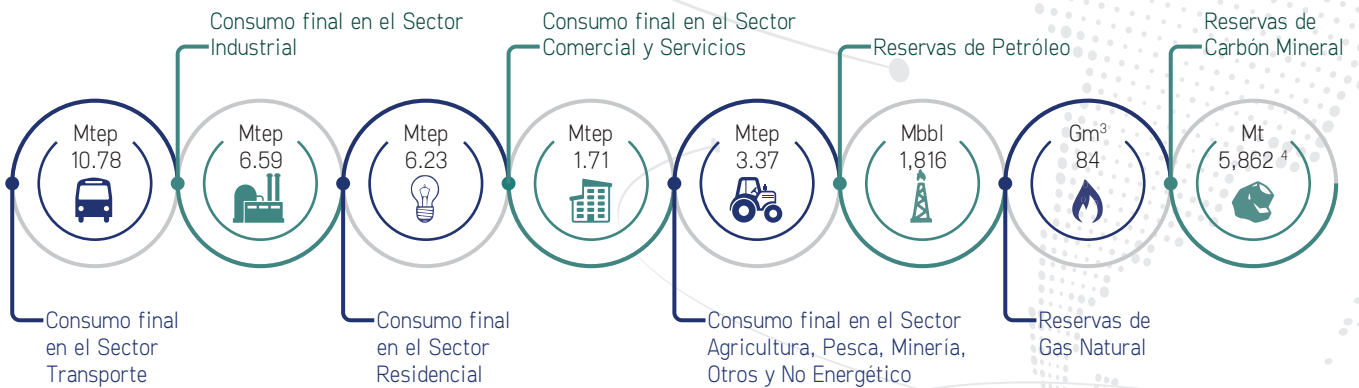 Consumo final en el Sector
Industrial
Consumo final en el Sector
Comercial y Servicios
Reservas de Petróleo
Reservas de
Carbón Mineral
Mtep
10.78
Mtep
6.59
Mtep
6.23
Mtep
1.71
Mtep
3.37
Mbbl
1,816
Gm³
84
Mt
5,862 ⁴
Consumo final
en el Sector
Transporte
Consumo final
en el Sector
Residencial
Consumo final en el Sector
Agricultura, Pesca, Minería,
Otros y No Energético
Reservas de
Gas Natural